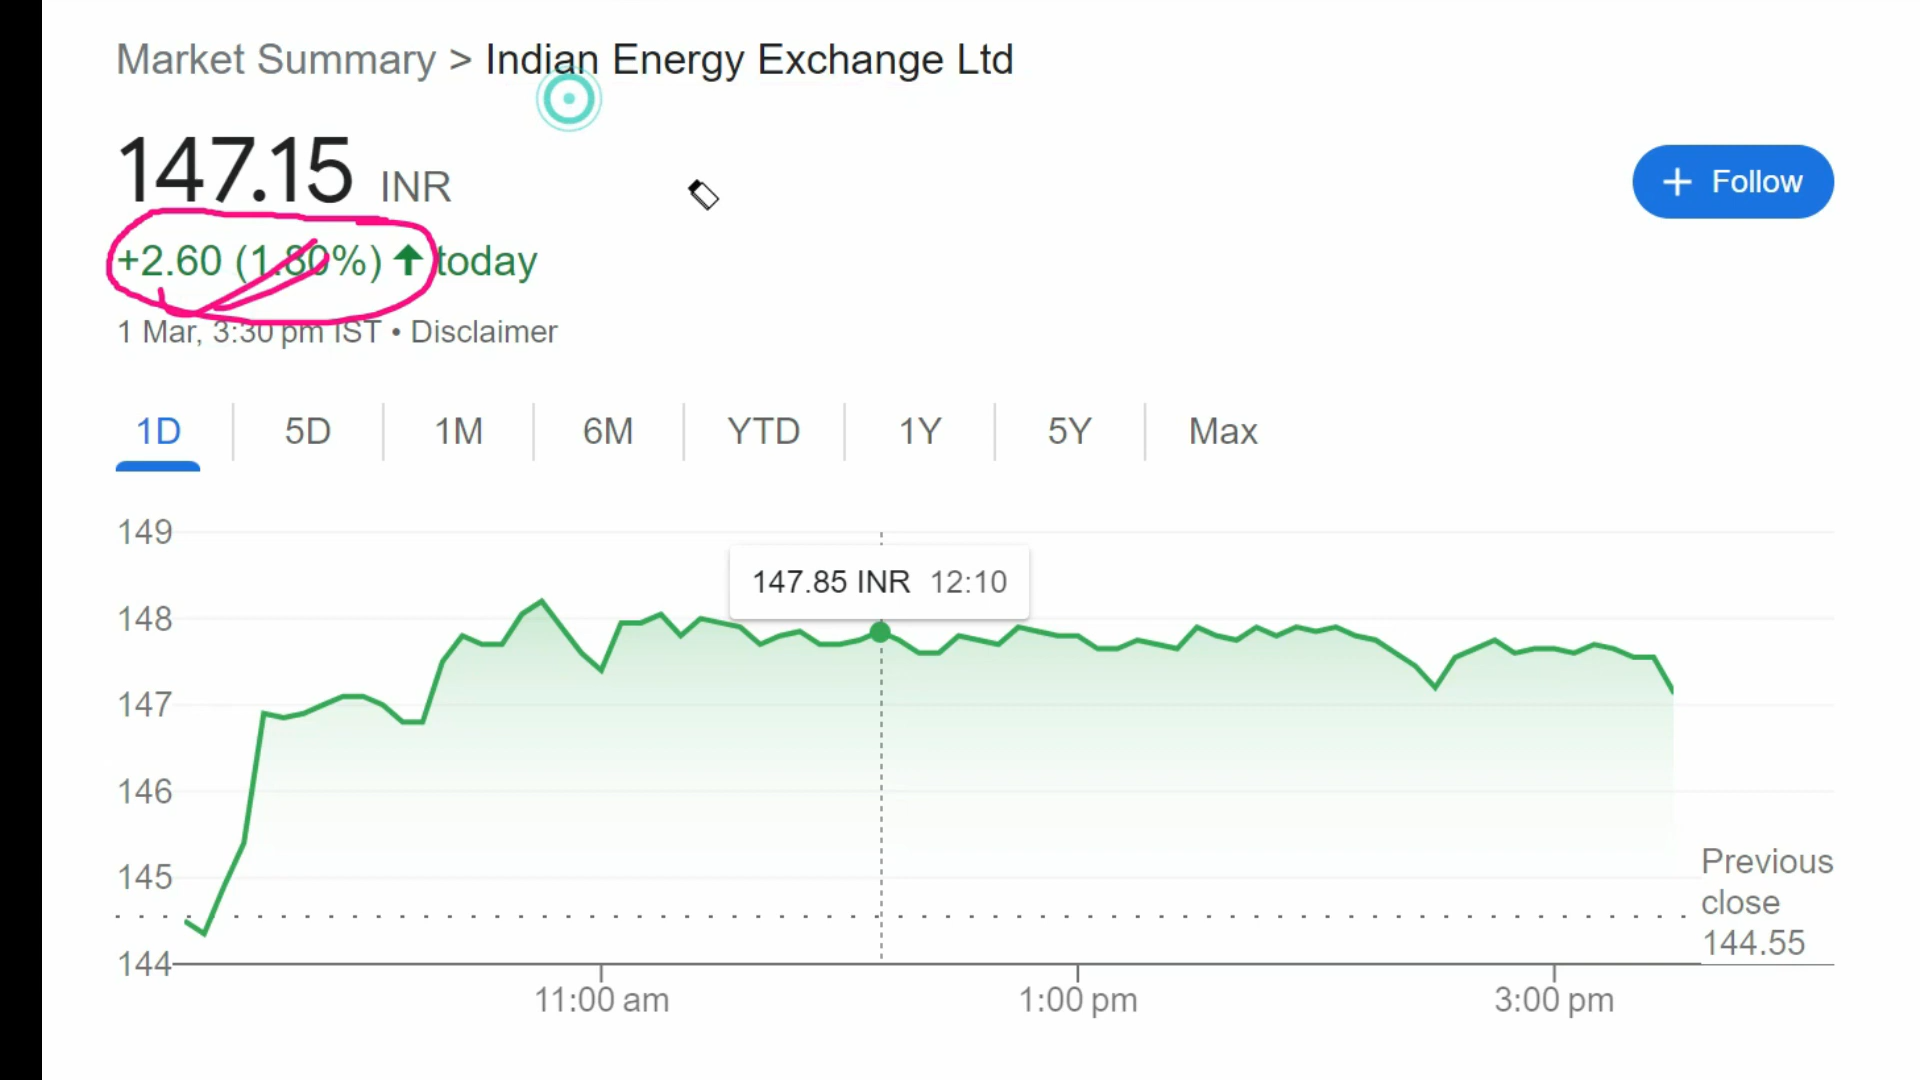 Market Summary > Indian Energy Exchange Ltd
147.15 INR
+ Follow
+2.60 (1.80%) ↑ today
1 Mar, 3:30 pm IST • Disclaimer
1D 5D 1M 6M YTD 1Y 5Y Max
149
147.85 INR 12:10
148
147
146
145
144
Previous
close
144.55
11:00 am 1:00 pm 3:00 pm